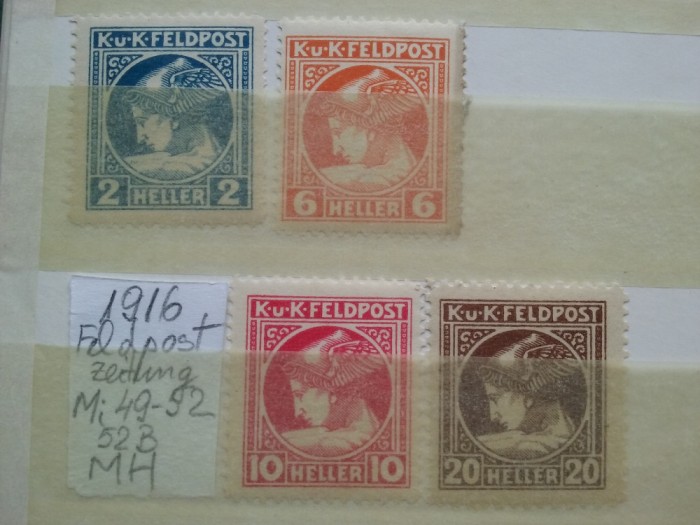 K.u.K.FELDPOST
2 HELLER 2
K.u.K.FELDPOST
6 HELLER 6
1916
Feldpost
zeitung
Mi 49-52
52B
MH
K.u.K.FELDPOST
10 HELLER 10
K.u.K.FELDPOST
20 HELLER 20